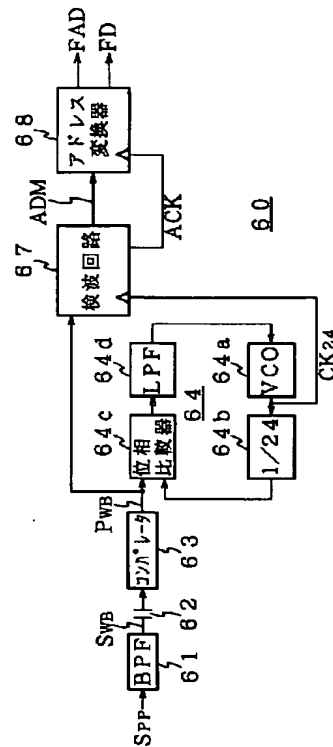 SPP
BPF
61
SWB
62
コンパレータ
63
PWB
64c
位相
比較器
64d
LPF
64
64b
1/24
64a
VCO
CK24
67
検波回路
ADM
ACK
68
アドレス
変換器
FAD
FD
60